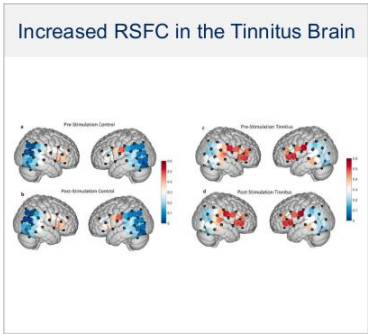 Increased RSFC in the Tinnitus Brain
a
Pre-Stimulation Control
c
Pre-Stimulation Tinnitus
b
Post-Stimulation Control
d
Post-Stimulation Tinnitus